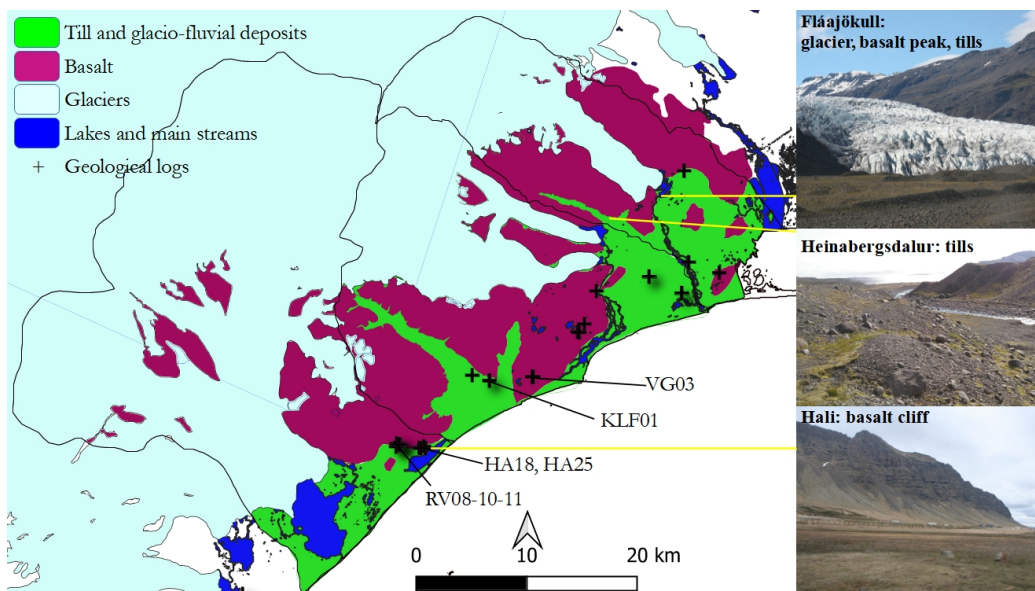 Till and glacio-fluvial deposits
Basalt
Glaciers
Lakes and main streams
+ Geological logs
VG03
KLF01
HA18, HA25
RV08-10-11
0 10 20 km
Fláajökull:
glacier, basalt peak, tills
Heinabergsdalur: tills
Hali: basalt cliff